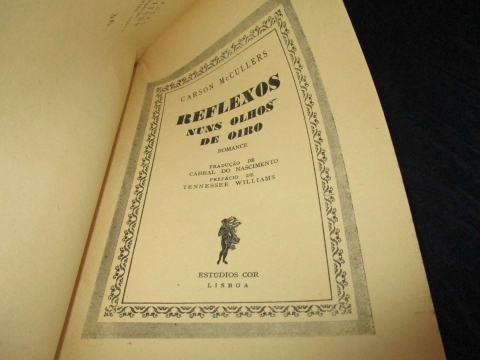 CARSON McCULLERS
REFLEXOS
NUNS OLHOS
DE OIRO
ROMANCE
TRADUÇÃO DE
CABRAL DO NASCIMENTO
PREFÁCIO DE
TENNESSEE WILLIAMS
ESTÚDIOS COR
LISBOA